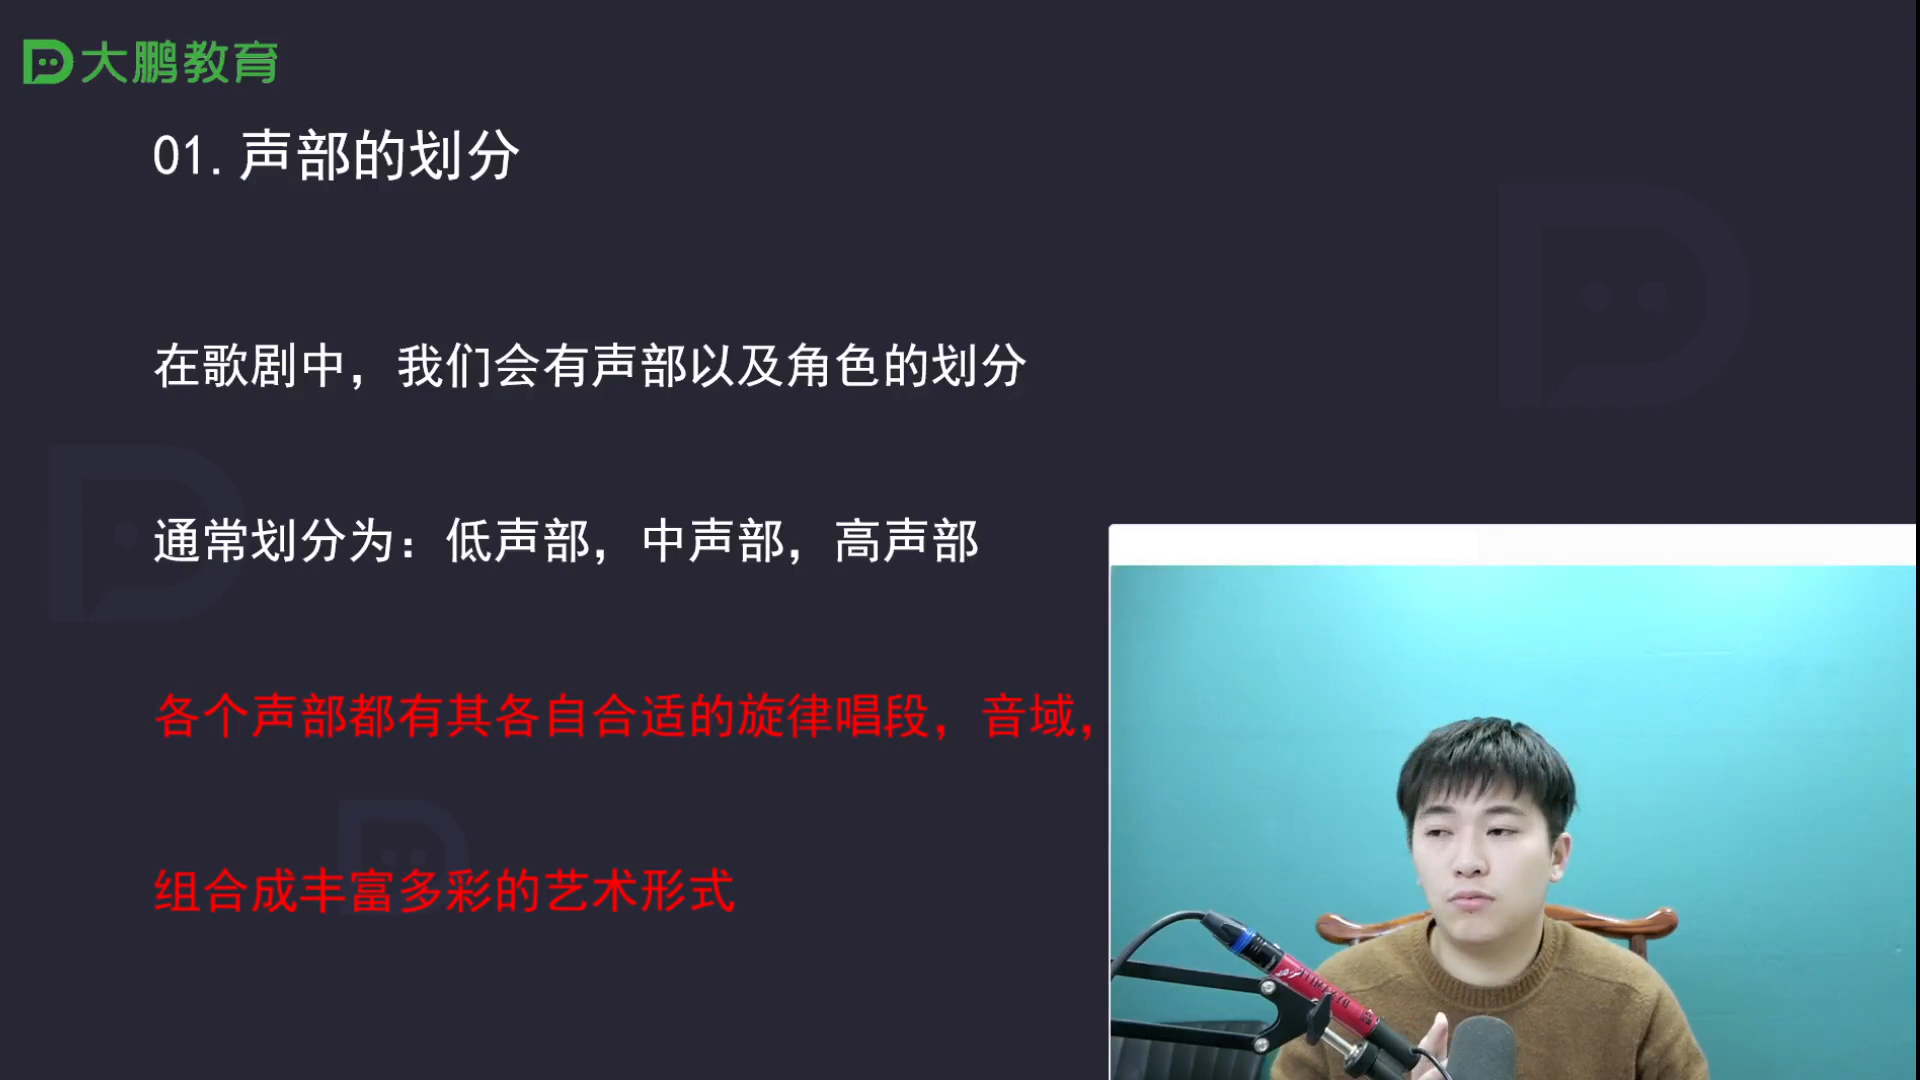 大鹏教育
01.声部的划分
在歌剧中，我们会有声部以及角色的划分
通常划分为：低声部，中声部，高声部
各个声部都有其各自合适的旋律唱段，音域，
组合成丰富多彩的艺术形式